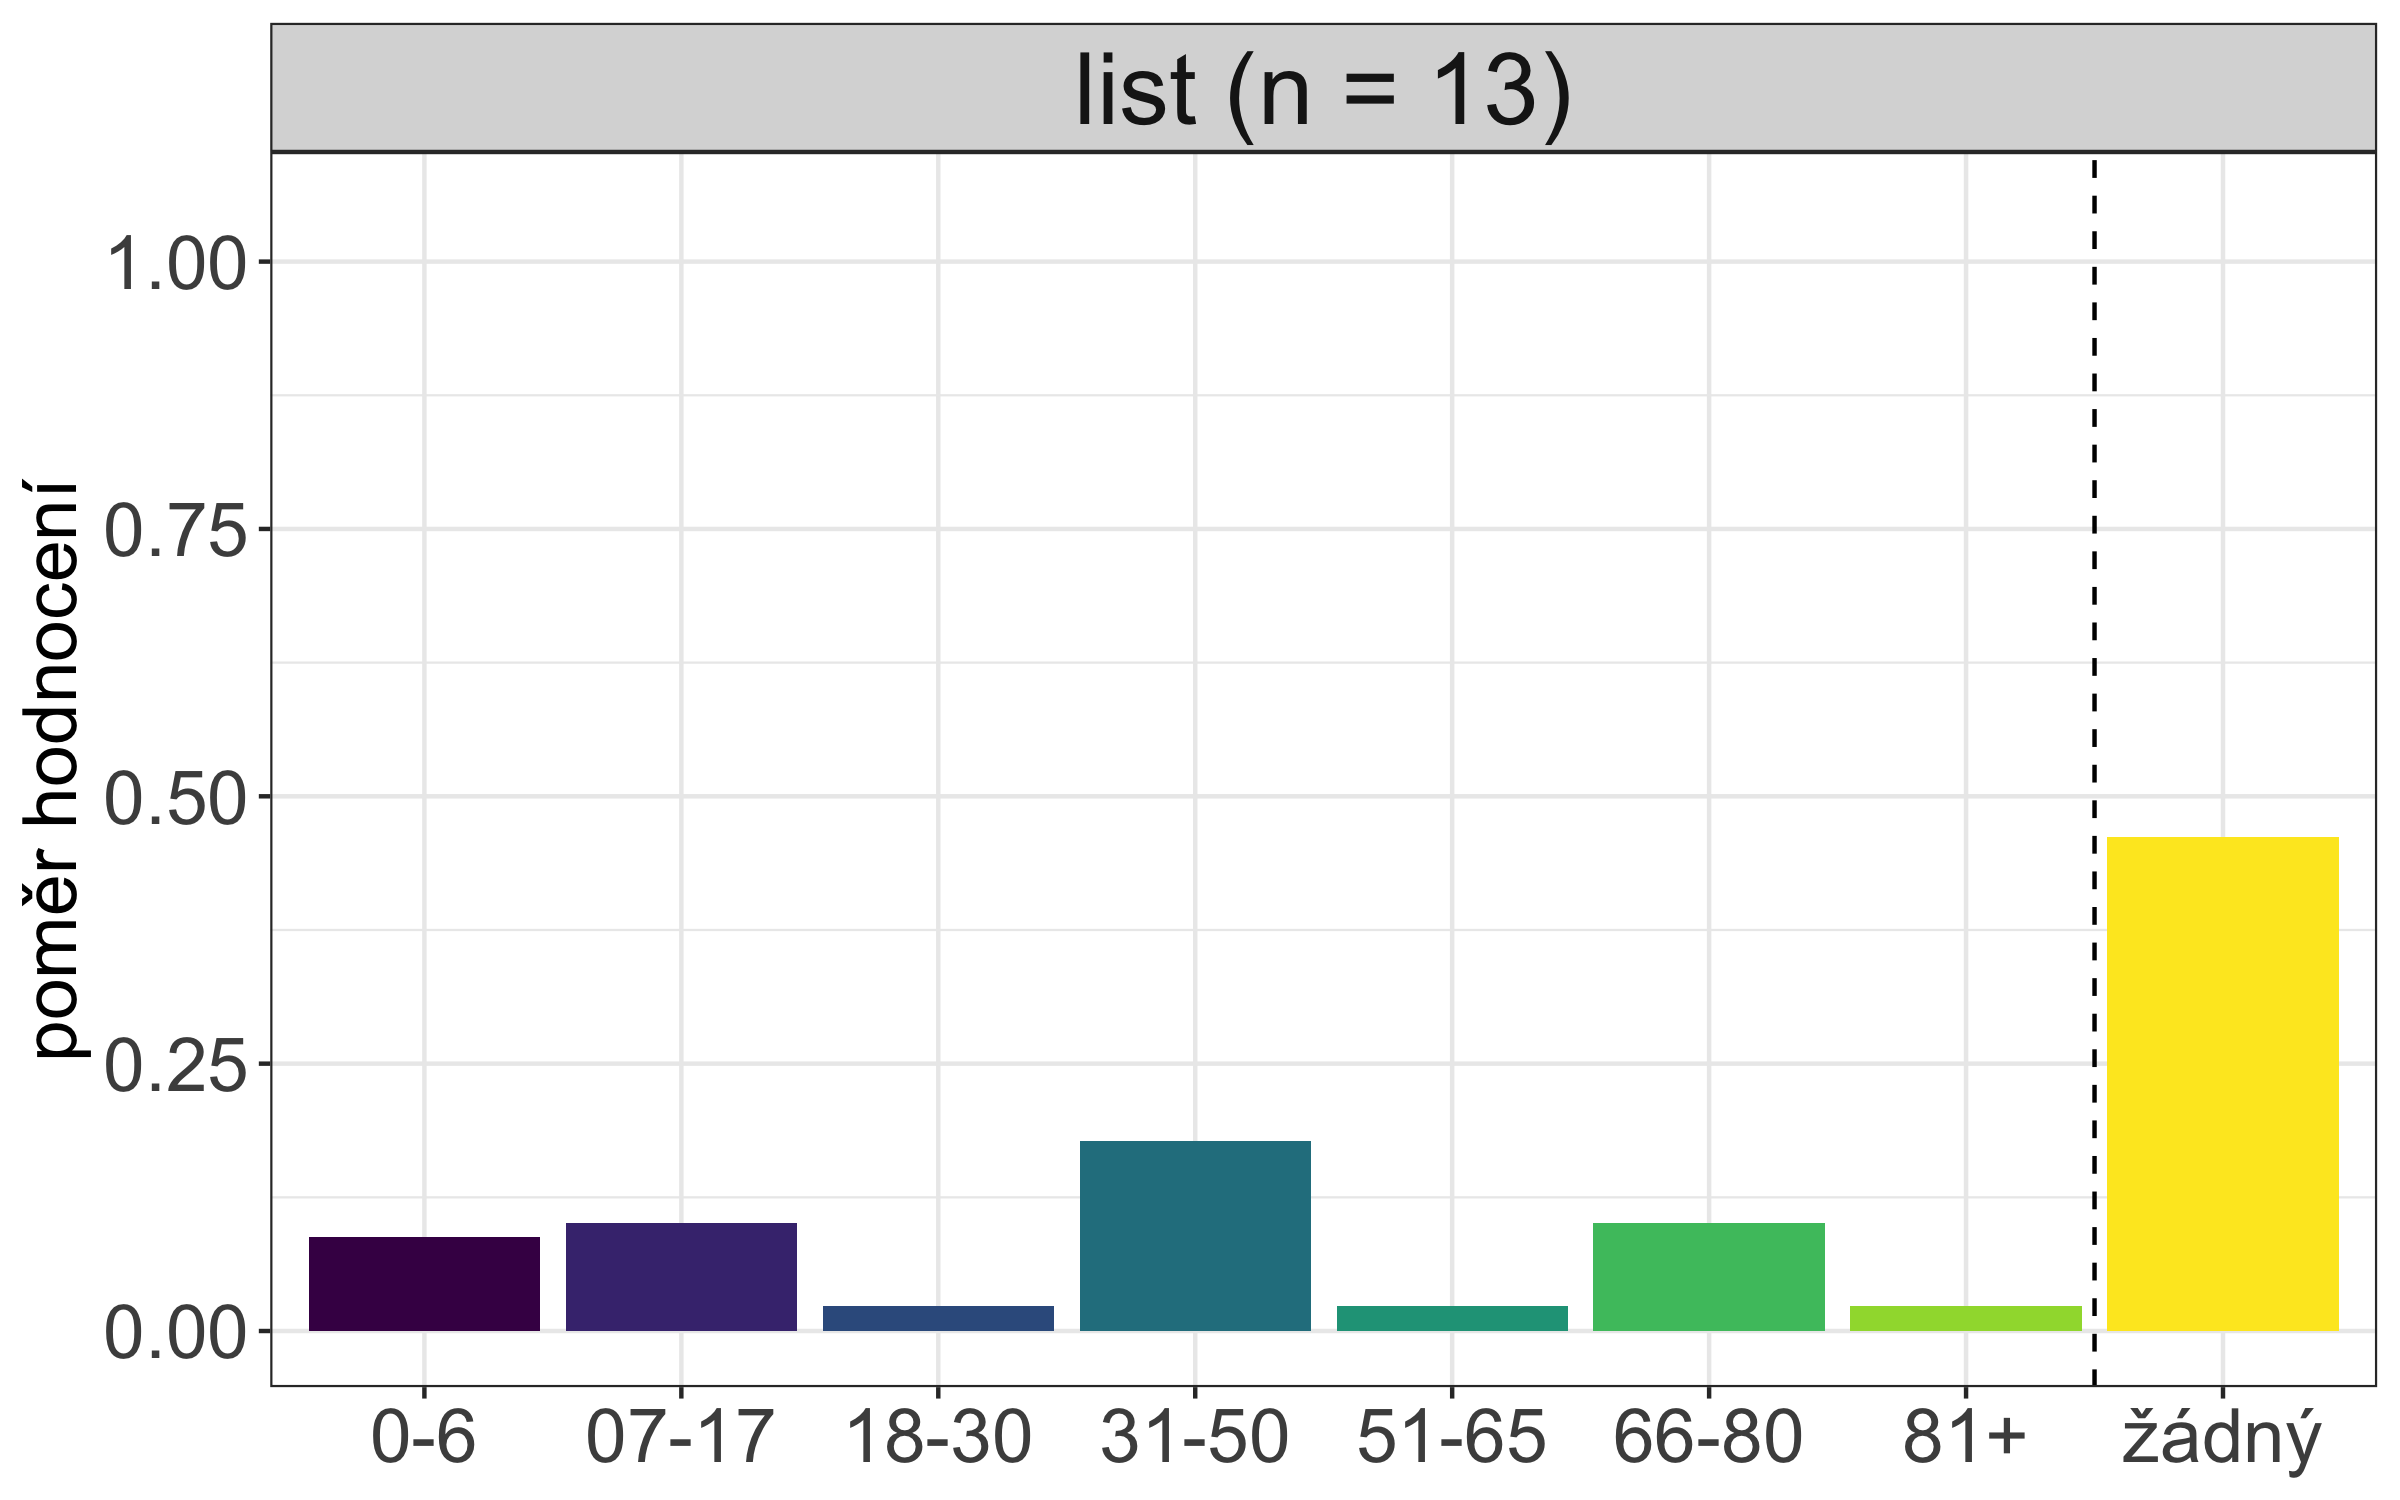 list (n = 13)
poměr hodnocení
1.00
0.75
0.50
0.25
0.00
0-6 07-17 18-30 31-50 51-65 66-80 81+ žádný